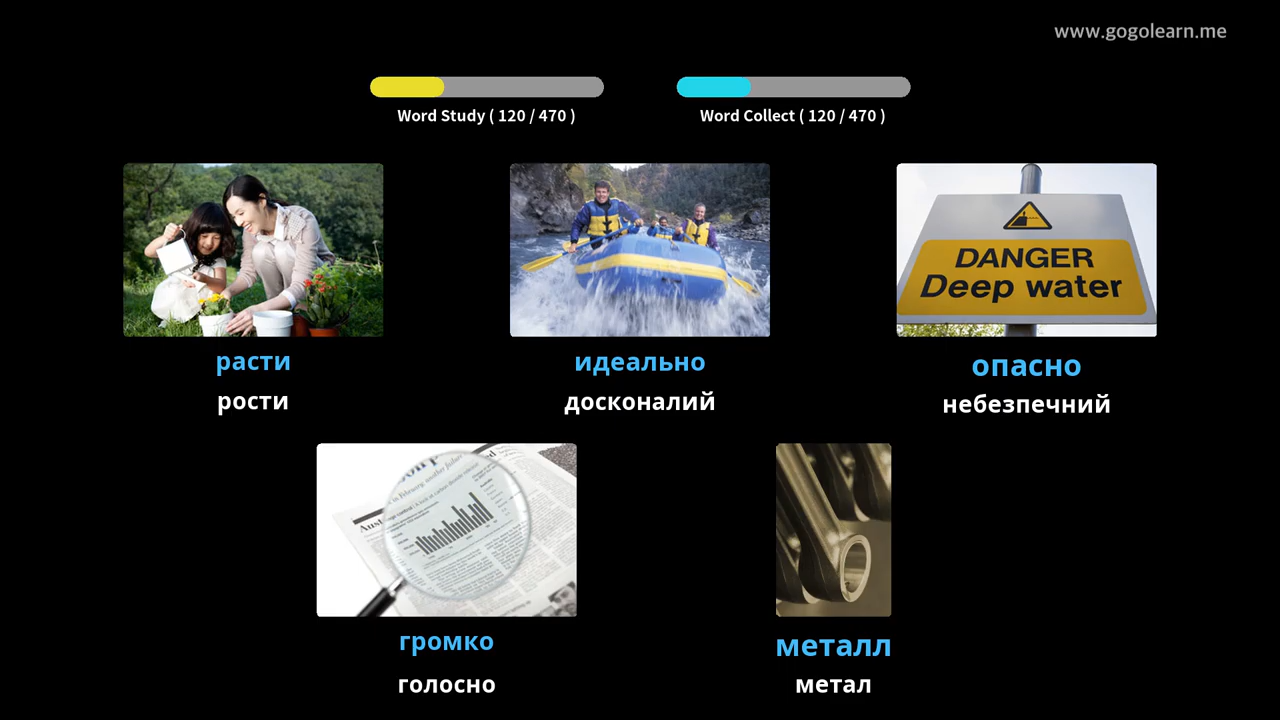 www.gogolearn.me
Word Study ( 120 / 470 )
Word Collect ( 120 / 470 )
DANGER
Deep water
расти
идеально
опасно
рости
досконалий
небезпечний
громко
металл
голосно
метал